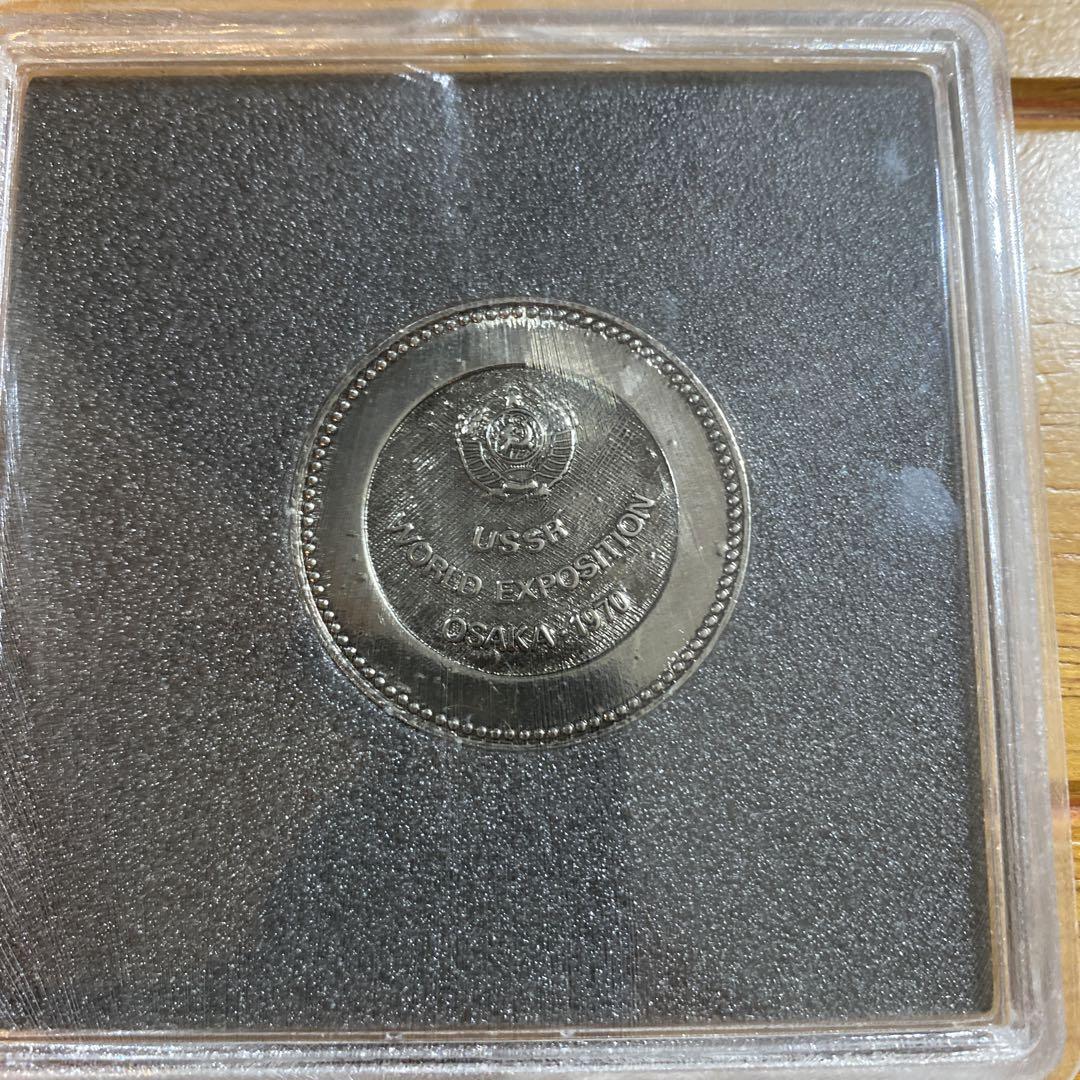 USSR
WORLD EXPOSITION
OSAKA-1970